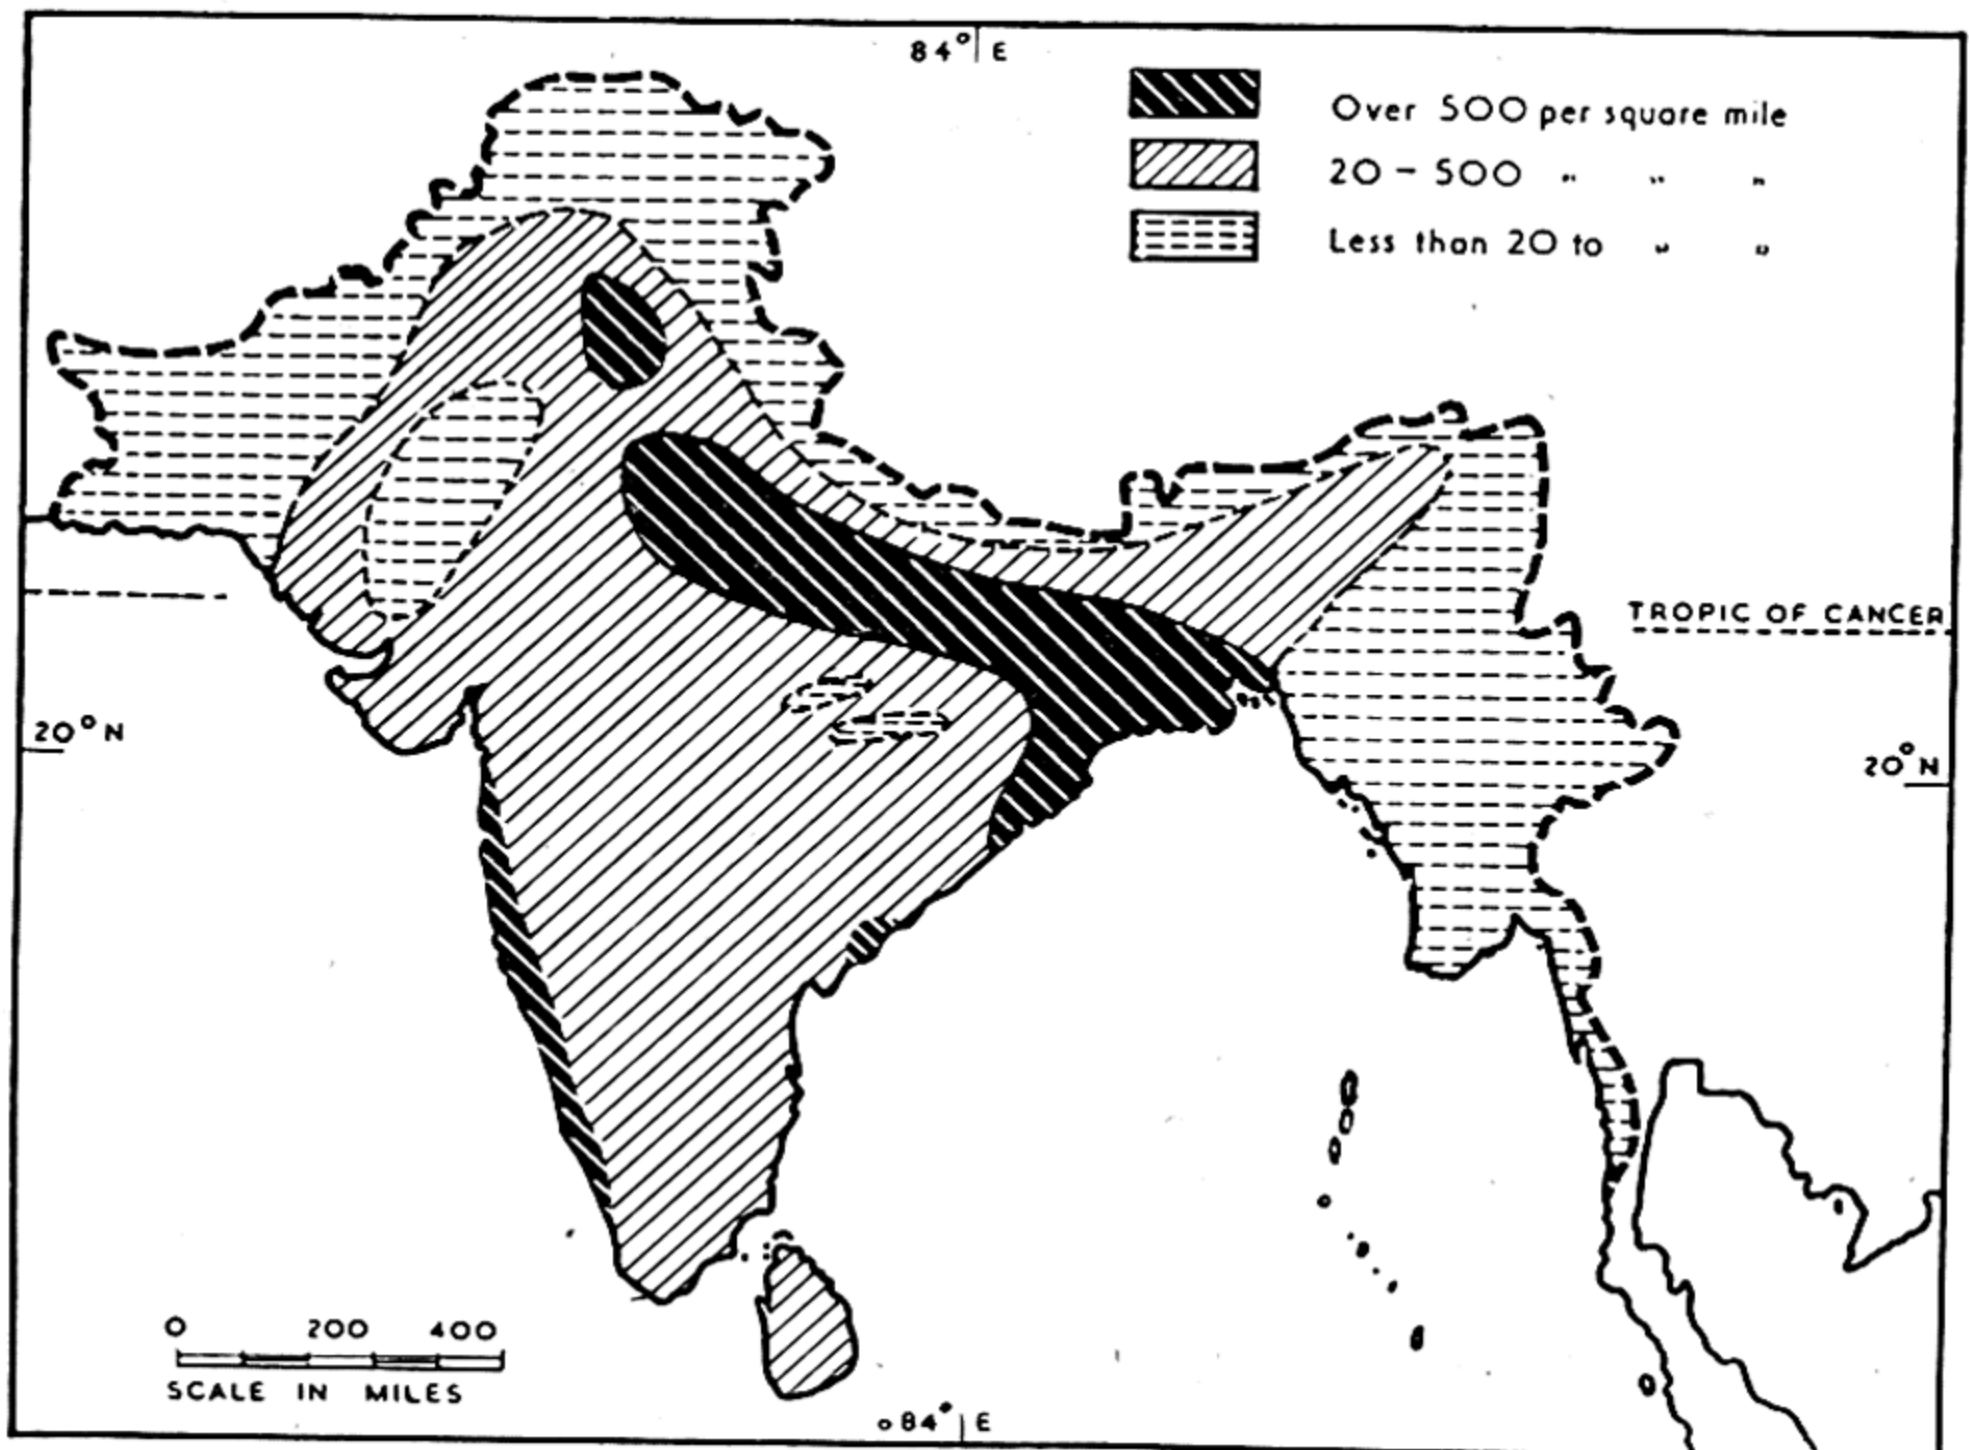 84° E
Over 500 per square mile
20 – 500 " " "
Less than 20 to " "
TROPIC OF CANCER
20° N
20° N
0 200 400
SCALE IN MILES
84° E